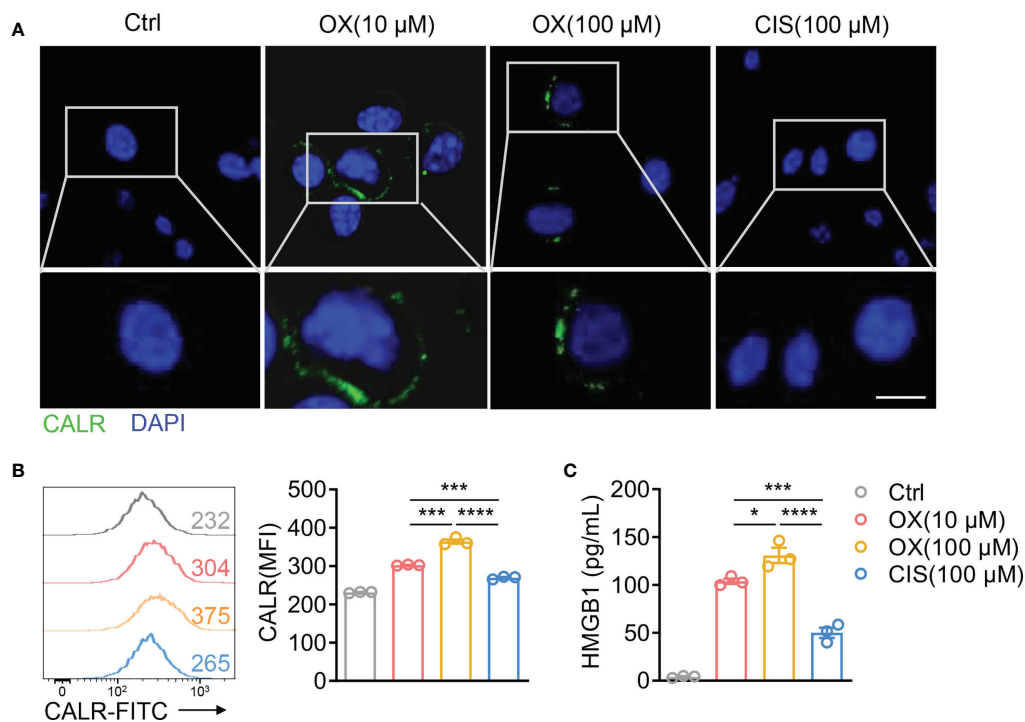 A
Ctrl
OX(10 μM)
OX(100 μM)
CIS(100 μM)
CALR DAPI
B
232
304
375
265
0
10²
10³
CALR-FITC
CALR(MFI)
500
400
300
200
100
0
***
*** ****
C
HMGB1 (pg/mL)
200
150
100
50
0
***
* ****
Ctrl
OX(10 μM)
OX(100 μM)
CIS(100 μM)